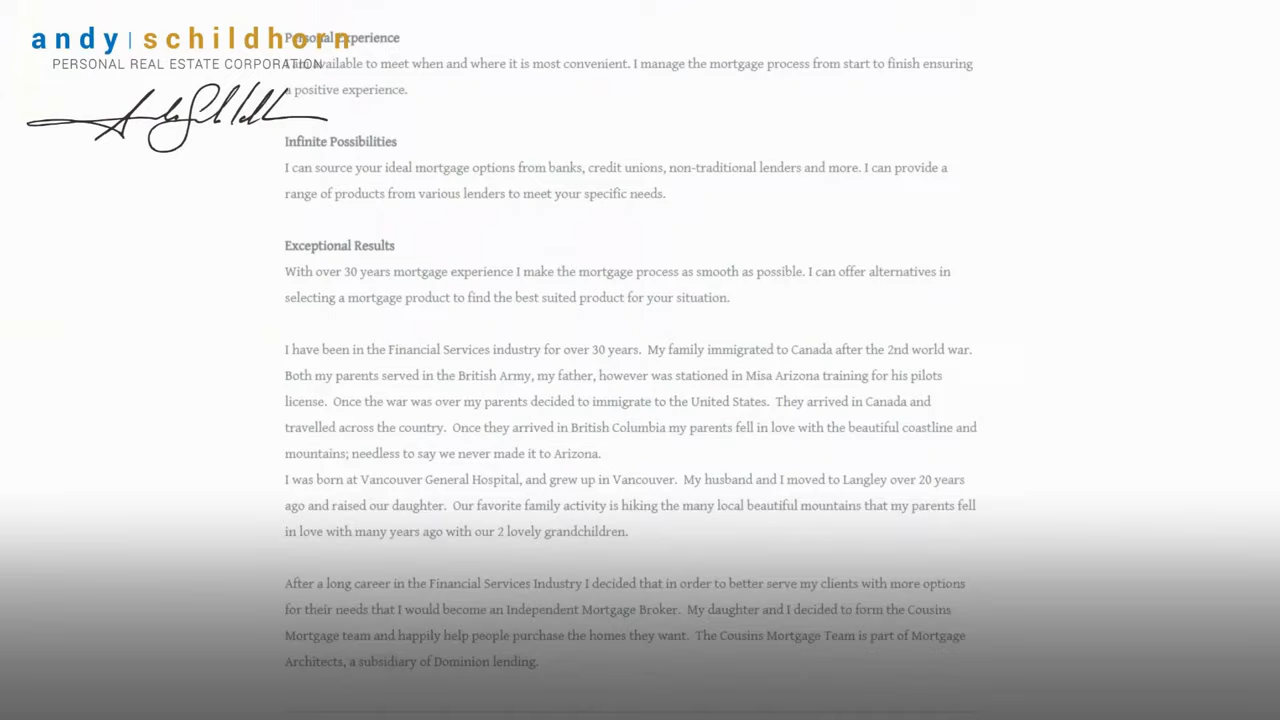 andy | schildhorn
PERSONAL REAL ESTATE CORPORATION
Personal Experience
I am available to meet when and where it is most convenient. I manage the mortgage process from start to finish ensuring
a positive experience.
Infinite Possibilities
I can source your ideal mortgage options from banks, credit unions, non-traditional lenders and more. I can provide a
range of products from various lenders to meet your specific needs.
Exceptional Results
With over 30 years mortgage experience I make the mortgage process as smooth as possible. I can offer alternatives in
selecting a mortgage product to find the best suited product for your situation.
I have been in the Financial Services industry for over 30 years. My family immigrated to Canada after the 2nd world war.
Both my parents served in the British Army, my father, however was stationed in Misa Arizona training for his pilots
license. Once the war was over my parents decided to immigrate to the United States. They arrived in Canada and
travelled across the country. Once they arrived in British Columbia my parents fell in love with the beautiful coastline and
mountains; needless to say we never made it to Arizona.
I was born at Vancouver General Hospital, and grew up in Vancouver. My husband and I moved to Langley over 20 years
ago and raised our daughter. Our favorite family activity is hiking the many local beautiful mountains that my parents fell
in love with many years ago with our 2 lovely grandchildren.
After a long career in the Financial Services Industry I decided that in order to better serve my clients with more options
for their needs that I would become an Independent Mortgage Broker. My daughter and I decided to form the Cousins
Mortgage team and happily help people purchase the homes they want. The Cousins Mortgage Team is part of Mortgage
Architects, a subsidiary of Dominion lending.